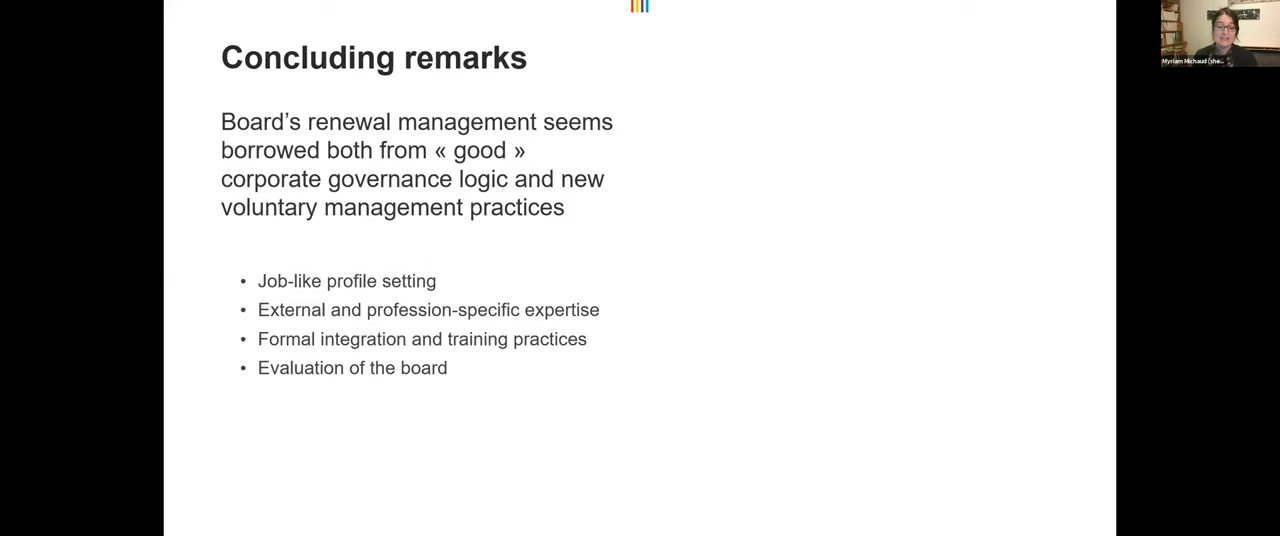 Concluding remarks
Board’s renewal management seems
borrowed both from « good »
corporate governance logic and new
voluntary management practices
• Job-like profile setting
• External and profession-specific expertise
• Formal integration and training practices
• Evaluation of the board
Myriam Michaud (she...